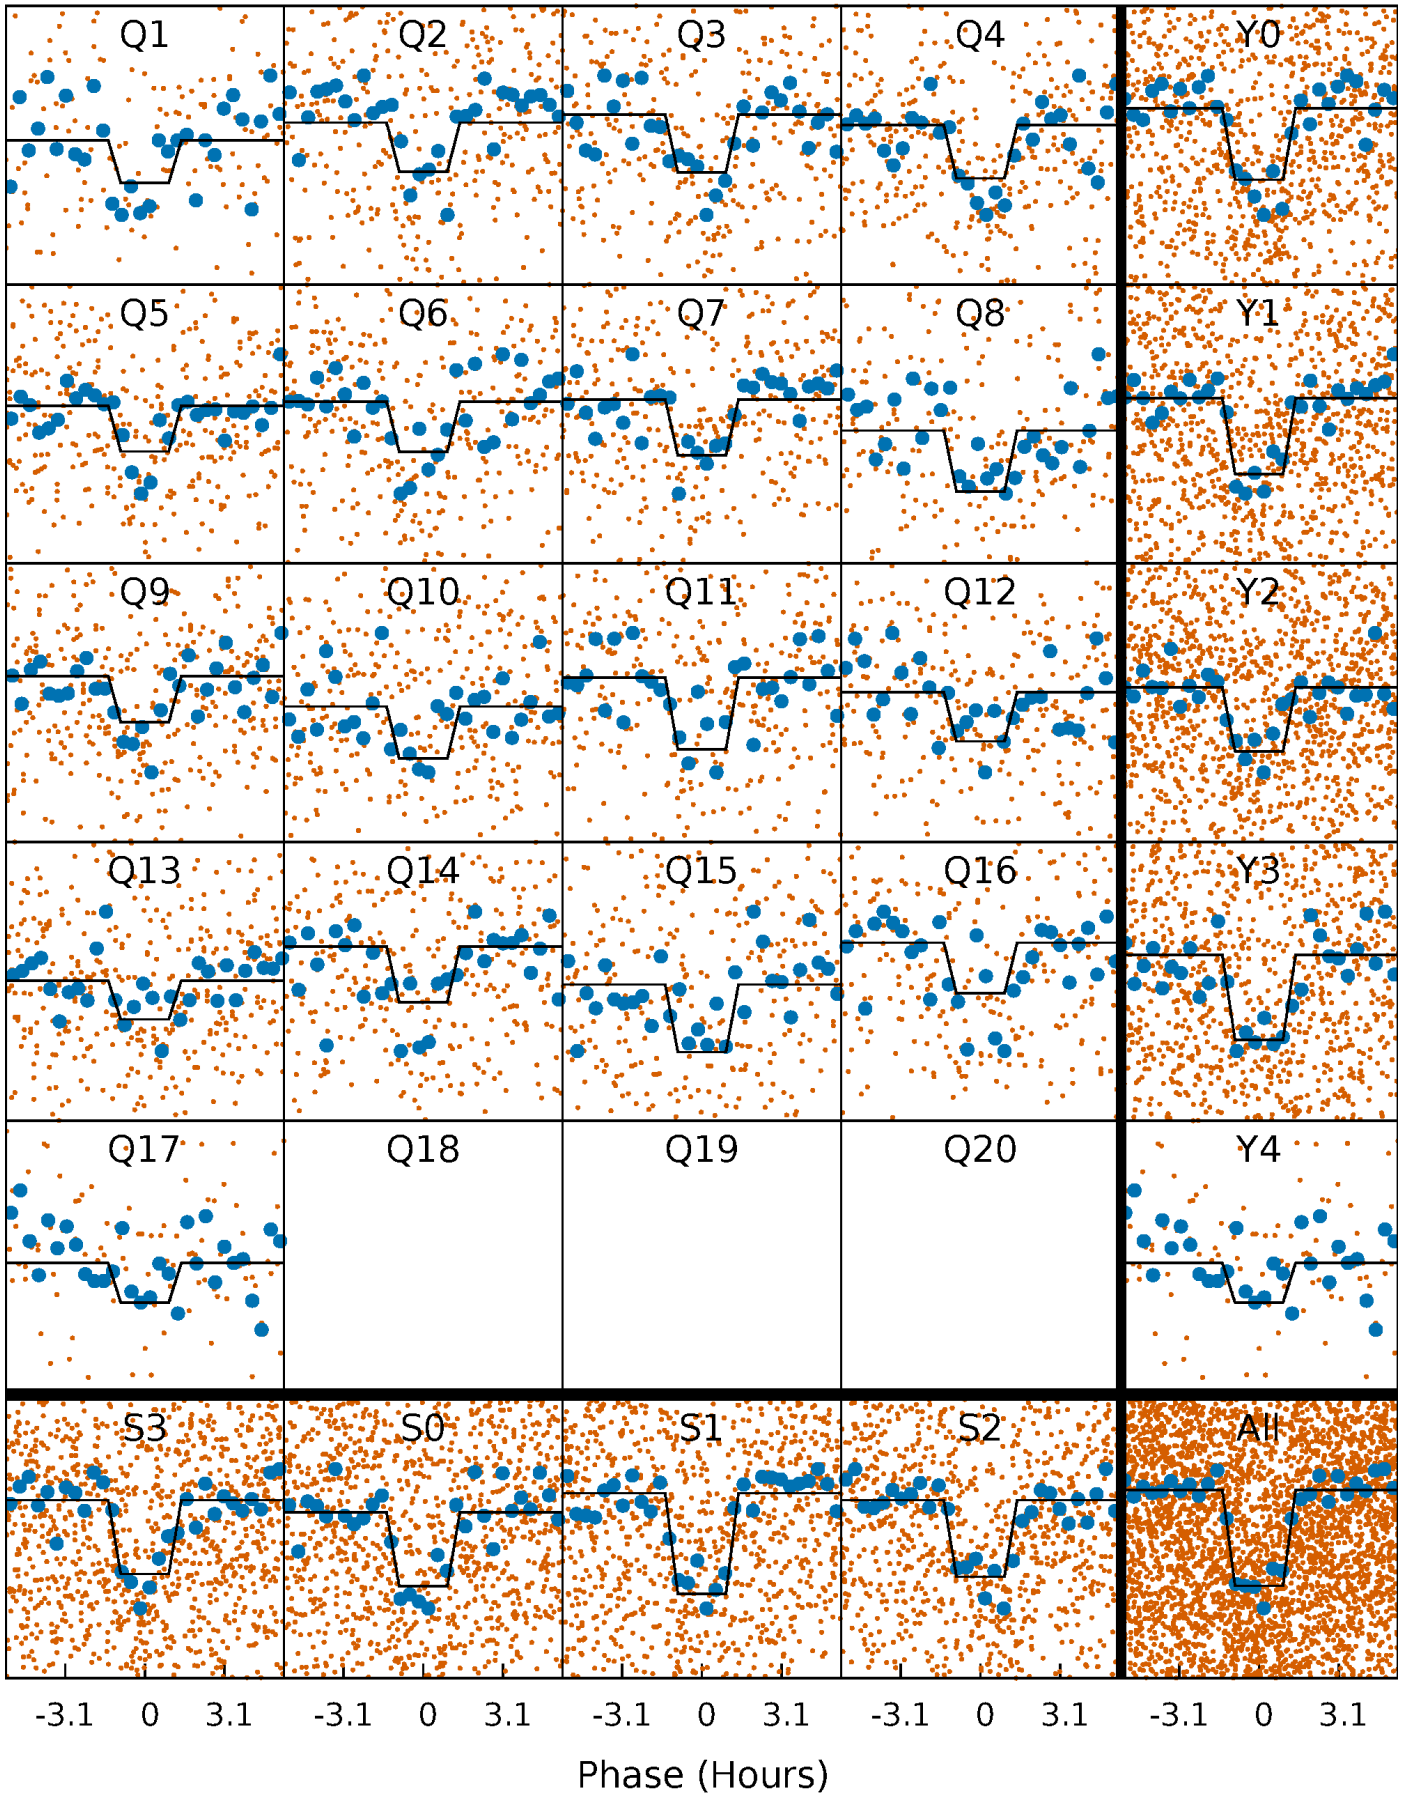 Q1 Q2 Q3 Q4 Y0
Q5 Q6 Q7 Q8 Y1
Q9 Q10 Q11 Q12 Y2
Q13 Q14 Q15 Q16 Y3
Q17 Q18 Q19 Q20 Y4
S3 S0 S1 S2 All
-3.1 0 3.1 -3.1 0 3.1 -3.1 0 3.1 -3.1 0 3.1 -3.1 0 3.1
Phase (Hours)